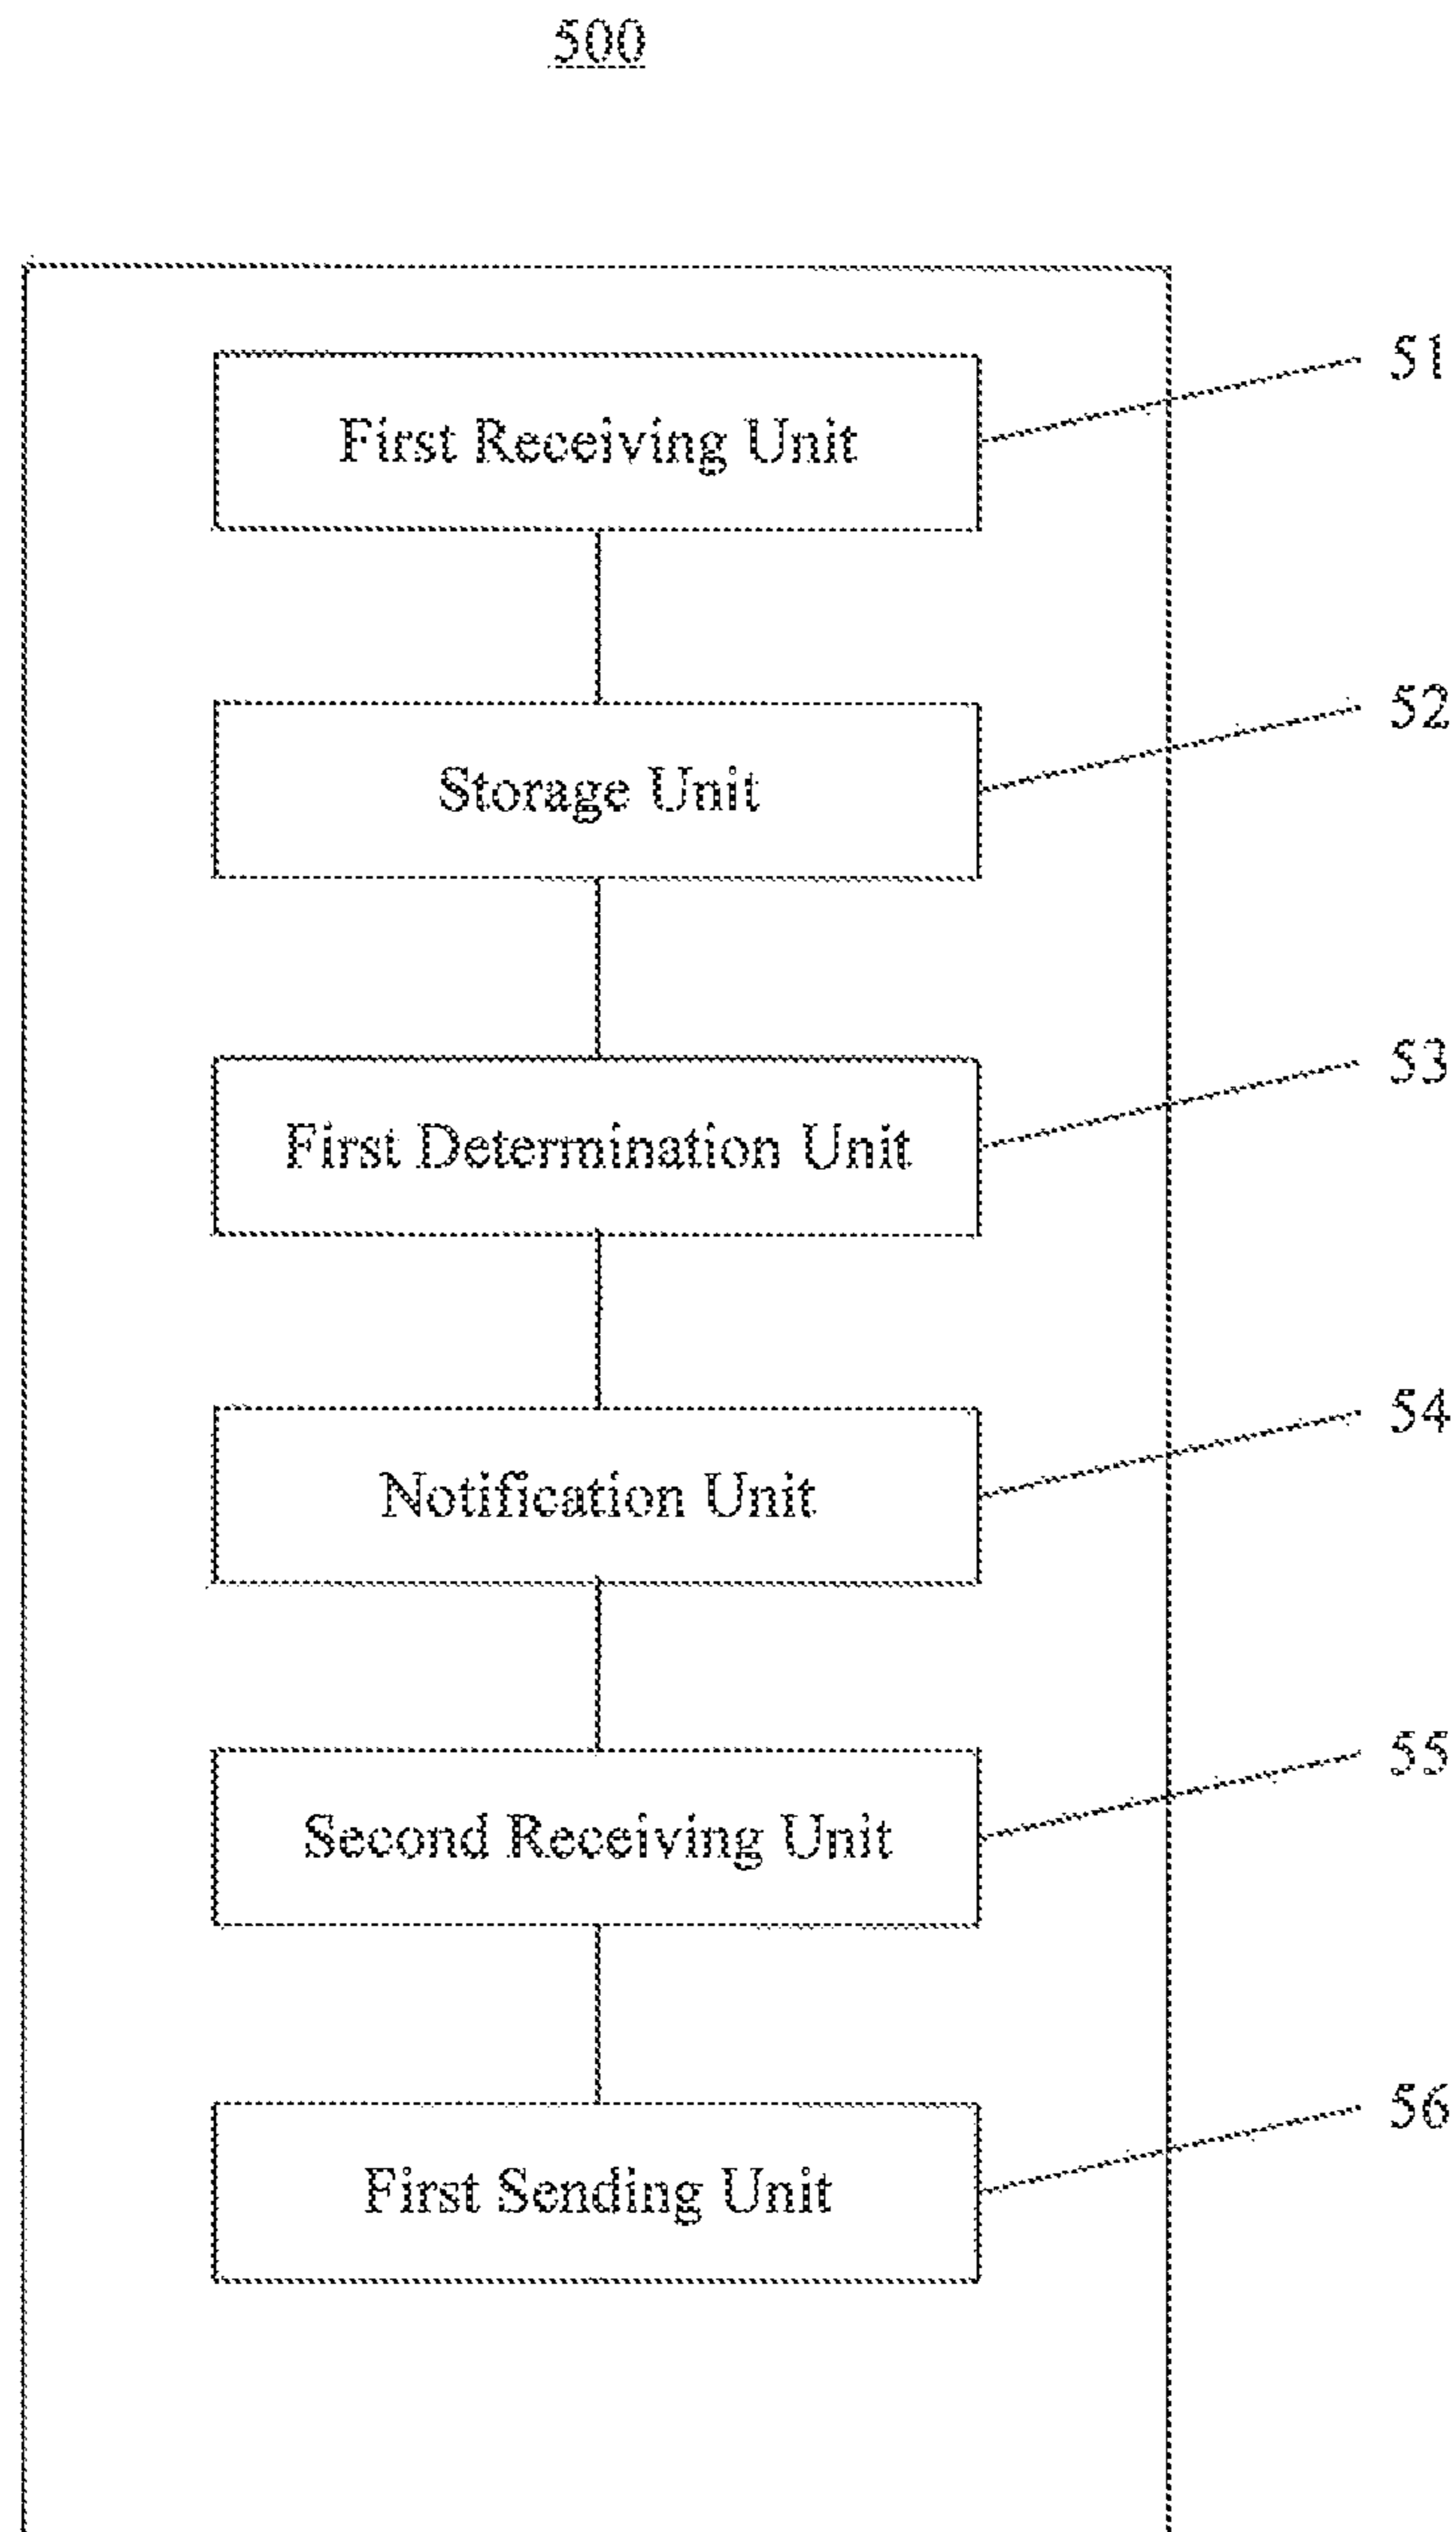 500
First Receiving Unit
51
Storage Unit
52
First Determination Unit
53
Notification Unit
54
Second Receiving Unit
55
First Sending Unit
56